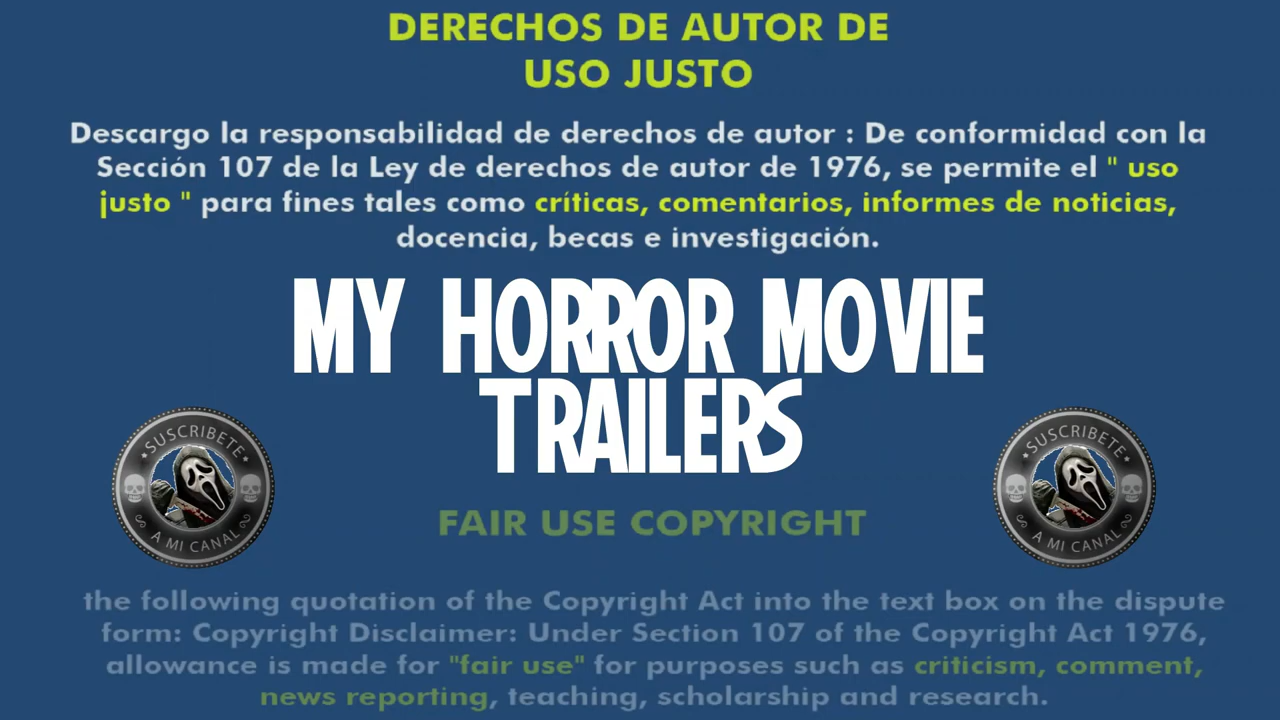 DERECHOS DE AUTOR DE
USO JUSTO
Descargo la responsabilidad de derechos de autor : De conformidad con la
Sección 107 de la Ley de derechos de autor de 1976, se permite el " uso
justo " para fines tales como críticas, comentarios, informes de noticias,
docencia, becas e investigación.
MY HORROR MOVIE
TRAILERS
SUSCRIBETE
A MI CANAL
SUSCRIBETE
A MI CANAL
FAIR USE COPYRIGHT
the following quotation of the Copyright Act into the text box on the dispute
form: Copyright Disclaimer: Under Section 107 of the Copyright Act 1976,
allowance is made for "fair use" for purposes such as criticism, comment,
news reporting, teaching, scholarship and research.